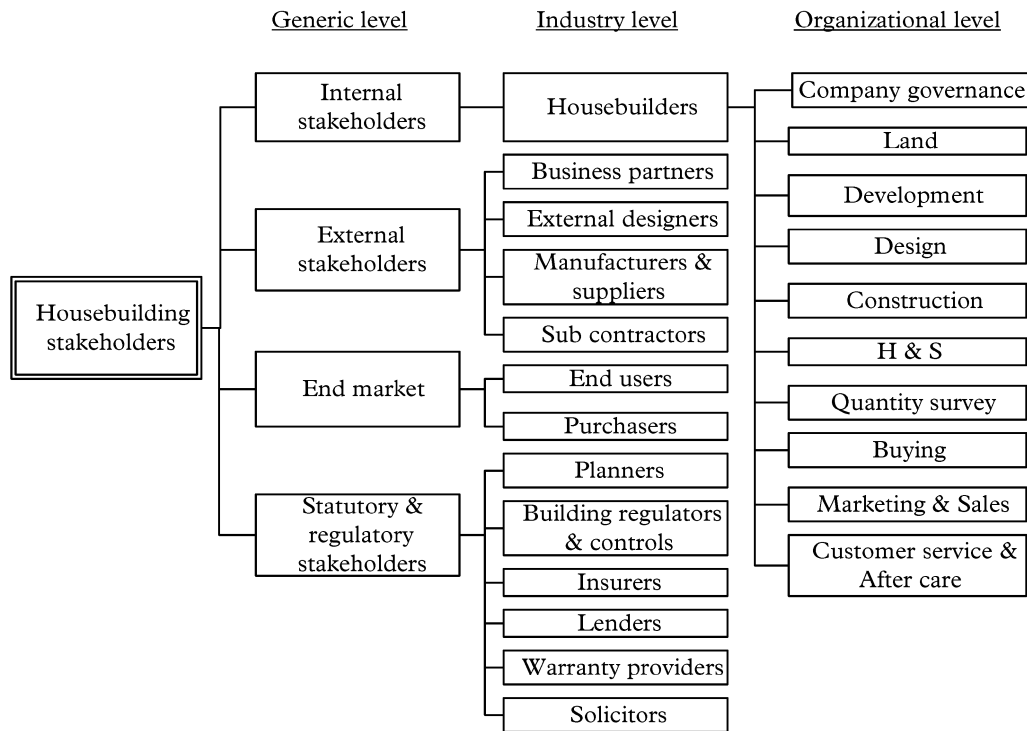 Generic level
Industry level
Organizational level
Housebuilding
stakeholders
Internal
stakeholders
External
stakeholders
End market
Statutory &
regulatory
stakeholders
Housebuilders
Business partners
External designers
Manufacturers &
suppliers
Sub contractors
End users
Purchasers
Planners
Building regulators
& controls
Insurers
Lenders
Warranty providers
Solicitors
Company governance
Land
Development
Design
Construction
H & S
Quantity survey
Buying
Marketing & Sales
Customer service &
After care